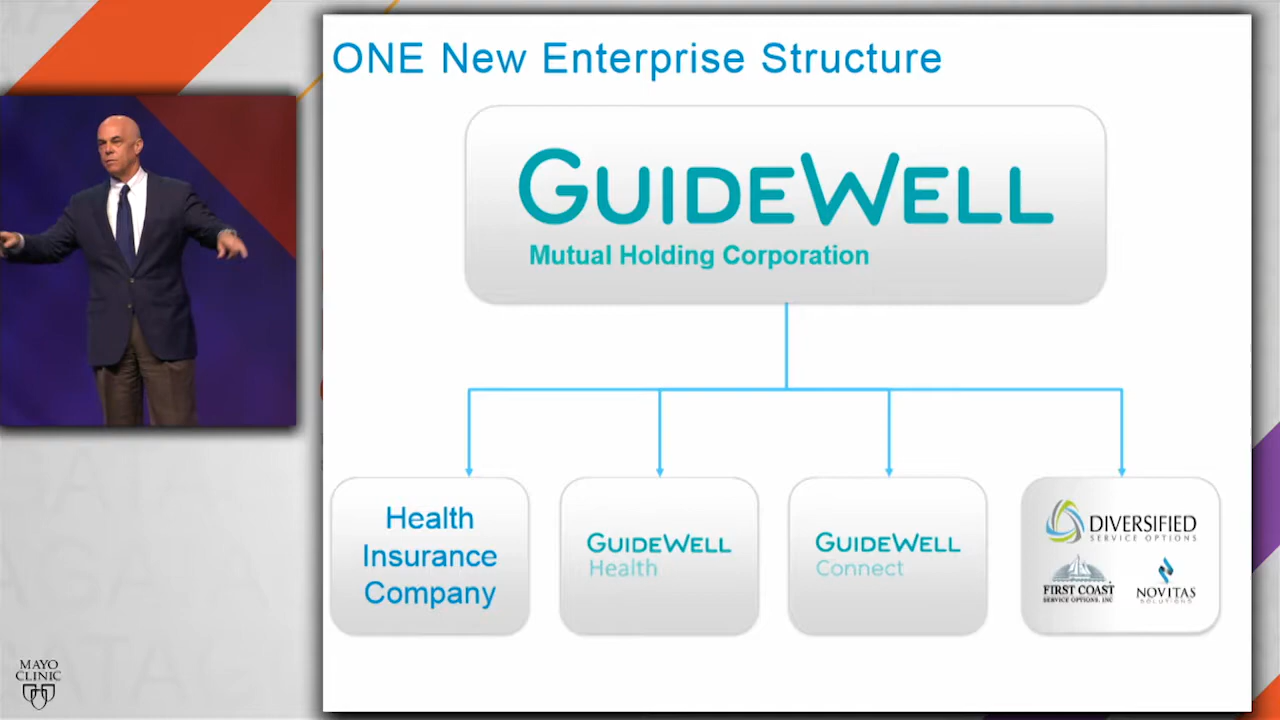 ONE New Enterprise Structure
GUIDEWELL
Mutual Holding Corporation
Health
Insurance
Company
GUIDEWELL
Health
GUIDEWELL
Connect
DIVERSIFIED
SERVICE OPTIONS
FIRST COAST
SERVICE OPTIONS, INC
NOVITAS
SOLUTIONS
MAYO
CLINIC